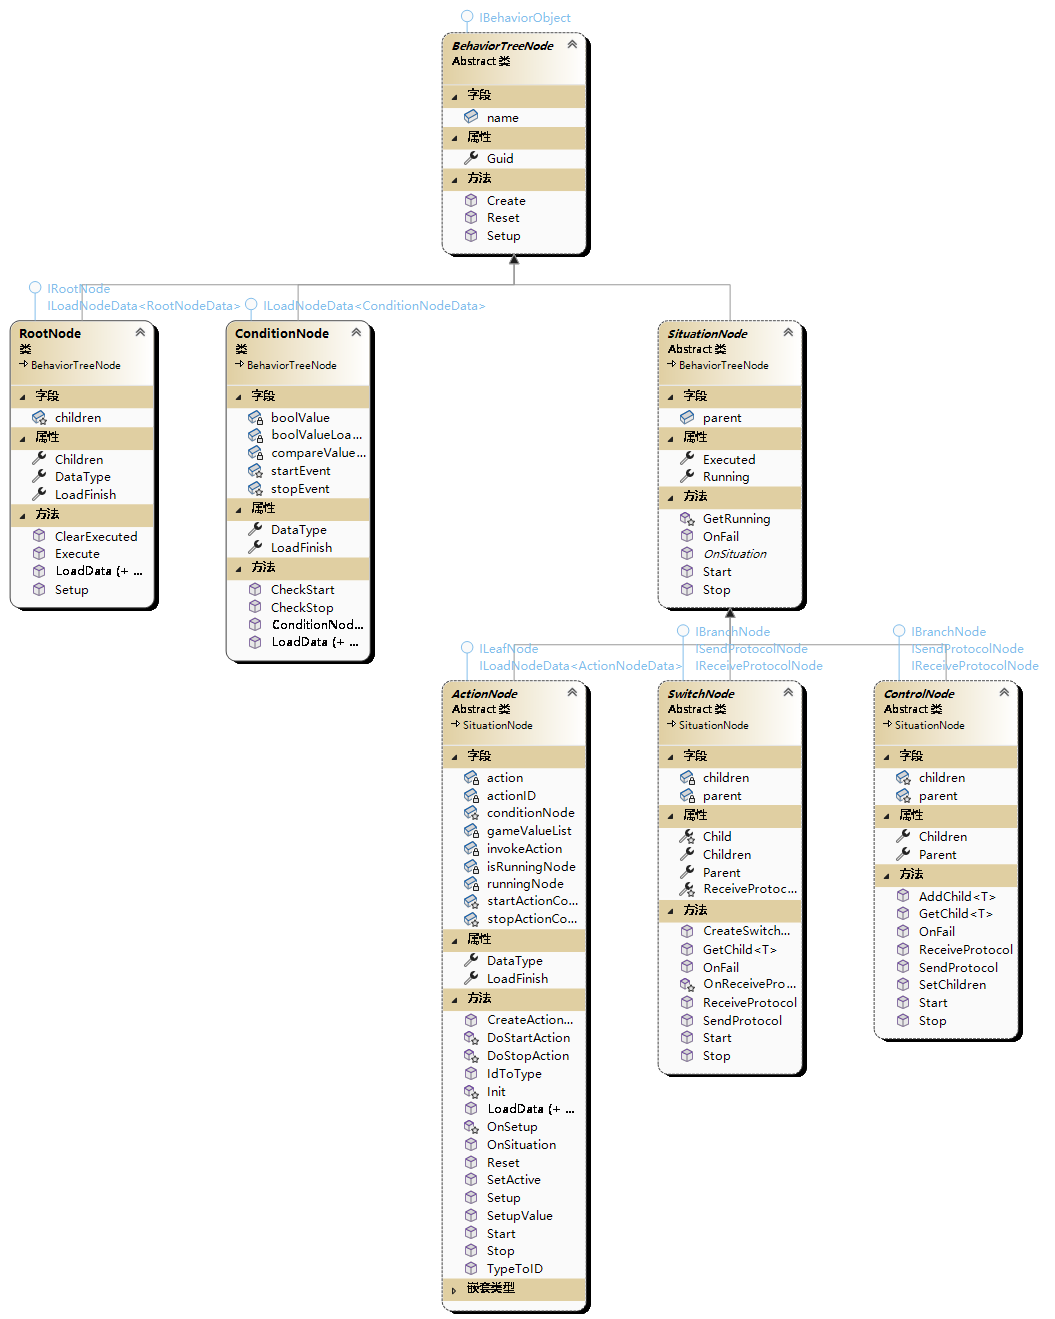 IBehaviorObject
BehaviorTreeNode
Abstract 类
字段
name
属性
Guid
方法
Create
Reset
Setup
IRootNode
ILoadNodeData<RootNodeData>
RootNode
类
BehaviorTreeNode
字段
children
属性
Children
DataType
LoadFinish
方法
ClearExecuted
Execute
LoadData (+ ...
Setup
ILoadNodeData<ConditionNodeData>
ConditionNode
类
BehaviorTreeNode
字段
boolValue
boolValueLoa...
compareValue...
startEvent
stopEvent
属性
DataType
LoadFinish
方法
CheckStart
CheckStop
ConditionNod...
LoadData (+ ...
SituationNode
Abstract 类
BehaviorTreeNode
字段
parent
属性
Executed
Running
方法
GetRunning
OnFail
OnSituation
Start
Stop
ILeafNode
ILoadNodeData<ActionNodeData>
ActionNode
Abstract 类
SituationNode
字段
action
actionID
conditionNode
gameValueList
invokeAction
isRunningNode
runningNode
startActionCo...
stopActionCo...
属性
DataType
LoadFinish
方法
CreateAction...
DoStartAction
DoStopAction
IdToType
Init
LoadData (+ ...
OnSetup
OnSituation
Reset
SetActive
Setup
SetupValue
Start
Stop
TypeToID
嵌套类型
IBranchNode
ISendProtocolNode
IReceiveProtocolNode
SwitchNode
Abstract 类
SituationNode
字段
children
parent
属性
Child
Children
Parent
ReceiveProtoc...
方法
CreateSwitch...
GetChild<T>
OnFail
OnReceivePro...
ReceiveProtocol
SendProtocol
Start
Stop
IBranchNode
ISendProtocolNode
IReceiveProtocolNode
ControlNode
Abstract 类
SituationNode
字段
children
parent
属性
Children
Parent
方法
AddChild<T>
GetChild<T>
OnFail
ReceiveProtocol
SendProtocol
SetChildren
Start
Stop